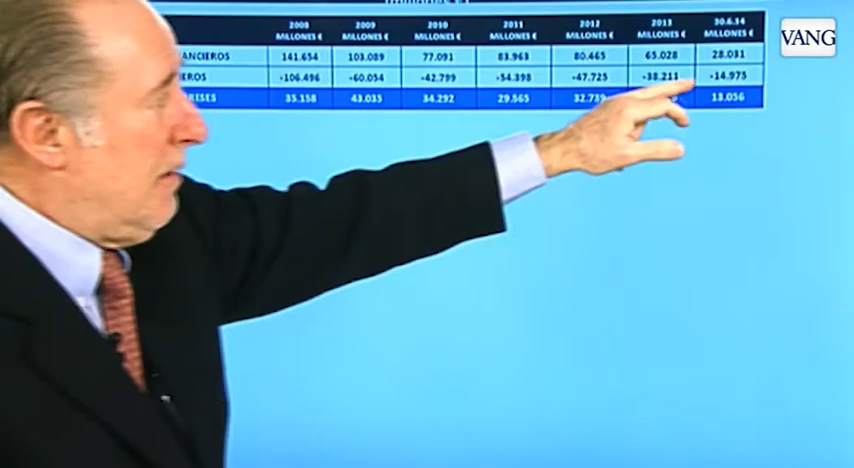 2008 2009 2010 2011 2012 2013 30.6.14
MILLONES € MILLONES € MILLONES € MILLONES € MILLONES € MILLONES € MILLONES €
VANG
ANCIEROS 141.654 103.089 77.091 83.963 80.465 65.028 28.031
EROS -106.496 -60.054 -42.799 -54.398 -47.725 -38.211 -14.975
RESES 35.158 43.035 34.292 29.565 32.739 13.056